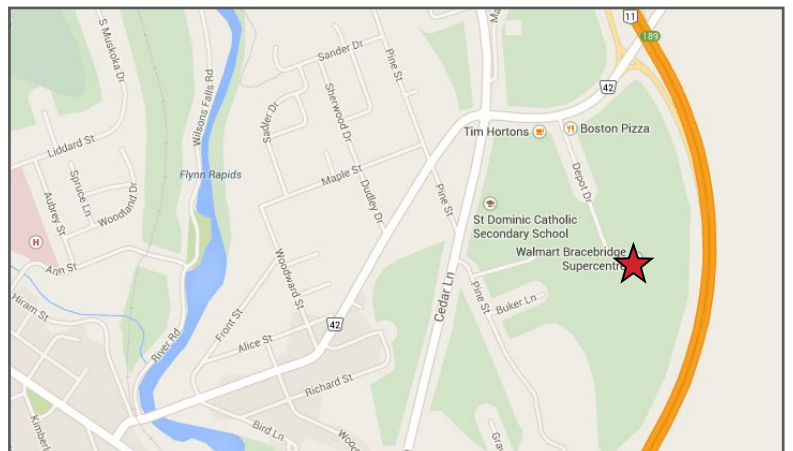 11
189
S Muskoka Dr
Sander Dr
Pine St
Wilsons Falls Rd
42
Sherwood Dr
Tim Hortons
Boston Pizza
Liddard St
Flynn Rapids
Maple St
Depot Dr
Spruce Ln
Aubrey St
Woodland Dr
Dudley Dr
Pine St
St Dominic Catholic
Secondary School
H
Ann St
Walmart Bracebridge
Supercentre
Woodward St
Cedar Ln
Pine St
Buker Ln
Hiram St
River Rd
Front St
42
Alice St
Richard St
Bird Ln